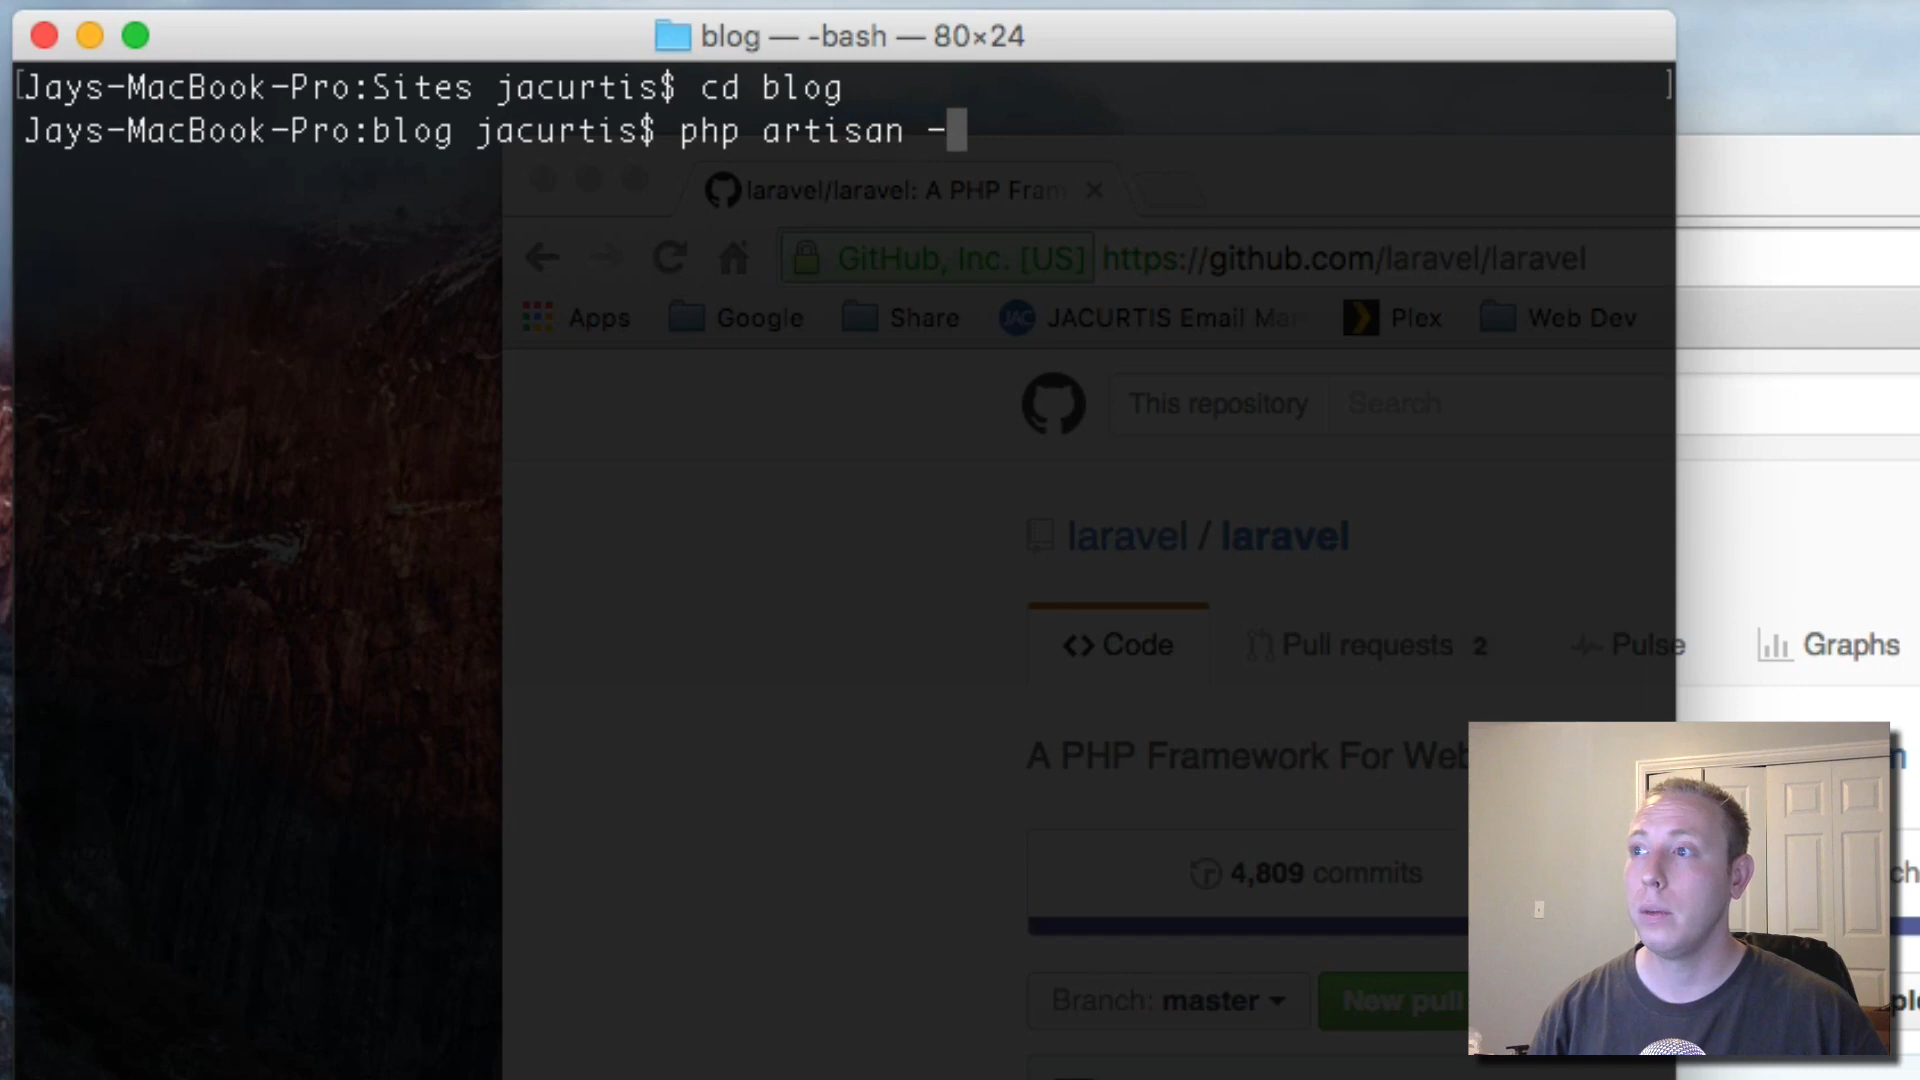 blog — -bash — 80×24
[Jays-MacBook-Pro:Sites jacurtis$ cd blog ]
Jays-MacBook-Pro:blog jacurtis$ php artisan -
laravel/laravel: A PHP Fram
GitHub, Inc. [US] https://github.com/laravel/laravel
Apps Google Share JAC JACURTIS Email Mar Plex Web Dev
This repository Search
laravel / laravel
Code Pull requests 2 Pulse Graphs
A PHP Framework For Web
4,809 commits
Branch: master New pull